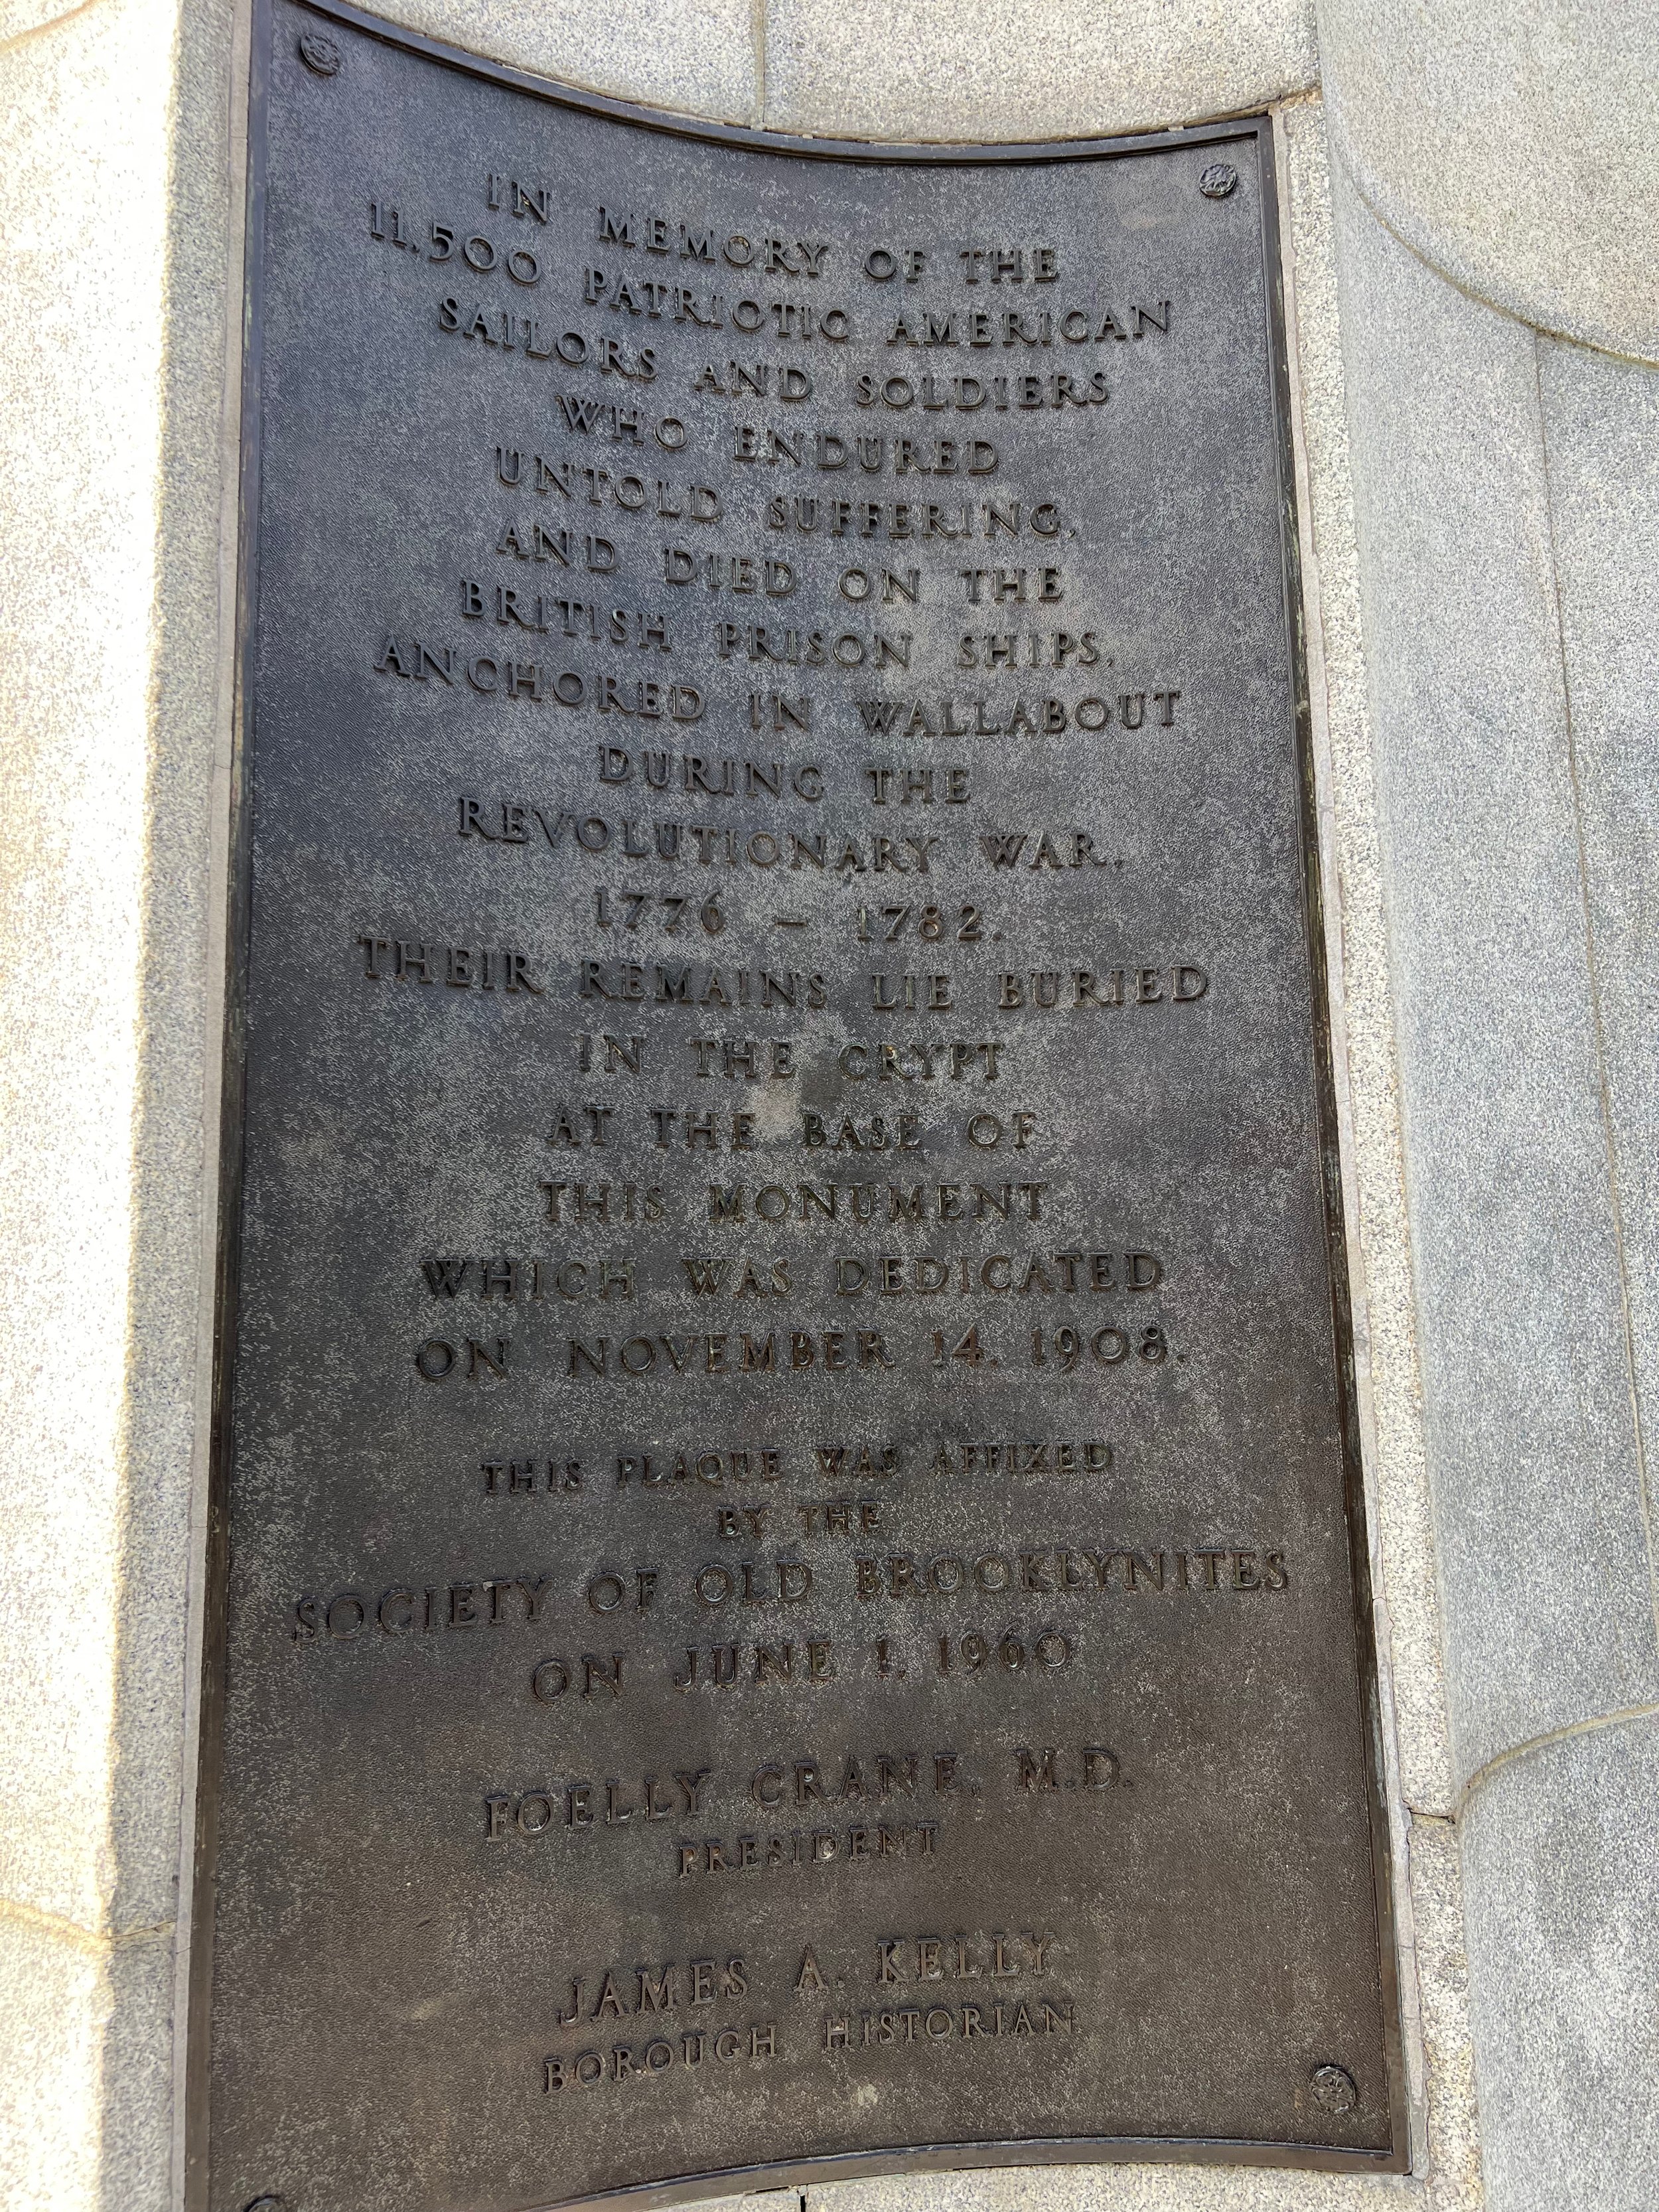 IN MEMORY OF THE
11,500 PATRIOTIC AMERICAN
SAILORS AND SOLDIERS
WHO ENDURED
UNTOLD SUFFERING,
AND DIED ON THE
BRITISH PRISON SHIPS,
ANCHORED IN WALLABOUT
DURING THE
REVOLUTIONARY WAR,
1776 – 1782.
THEIR REMAINS LIE BURIED
IN THE CRYPT
AT THE BASE OF
THIS MONUMENT
WHICH WAS DEDICATED
ON NOVEMBER 14, 1908.
THIS PLAQUE WAS AFFIXED
BY THE
SOCIETY OF OLD BROOKLYNITES
ON JUNE 1, 1960
FOELLY CRANE, M.D.
PRESIDENT
JAMES A. KELLY
BOROUGH HISTORIAN